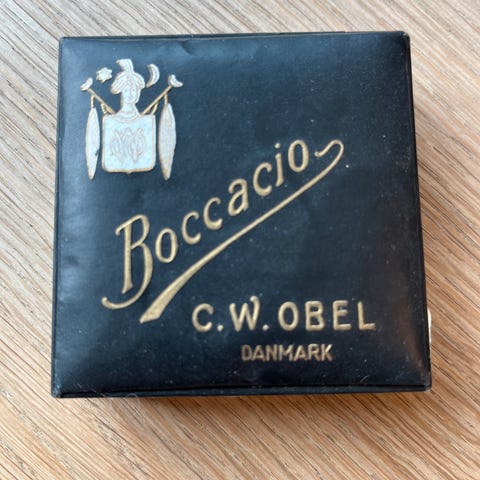 Boccacio
C.W. OBEL
DANMARK